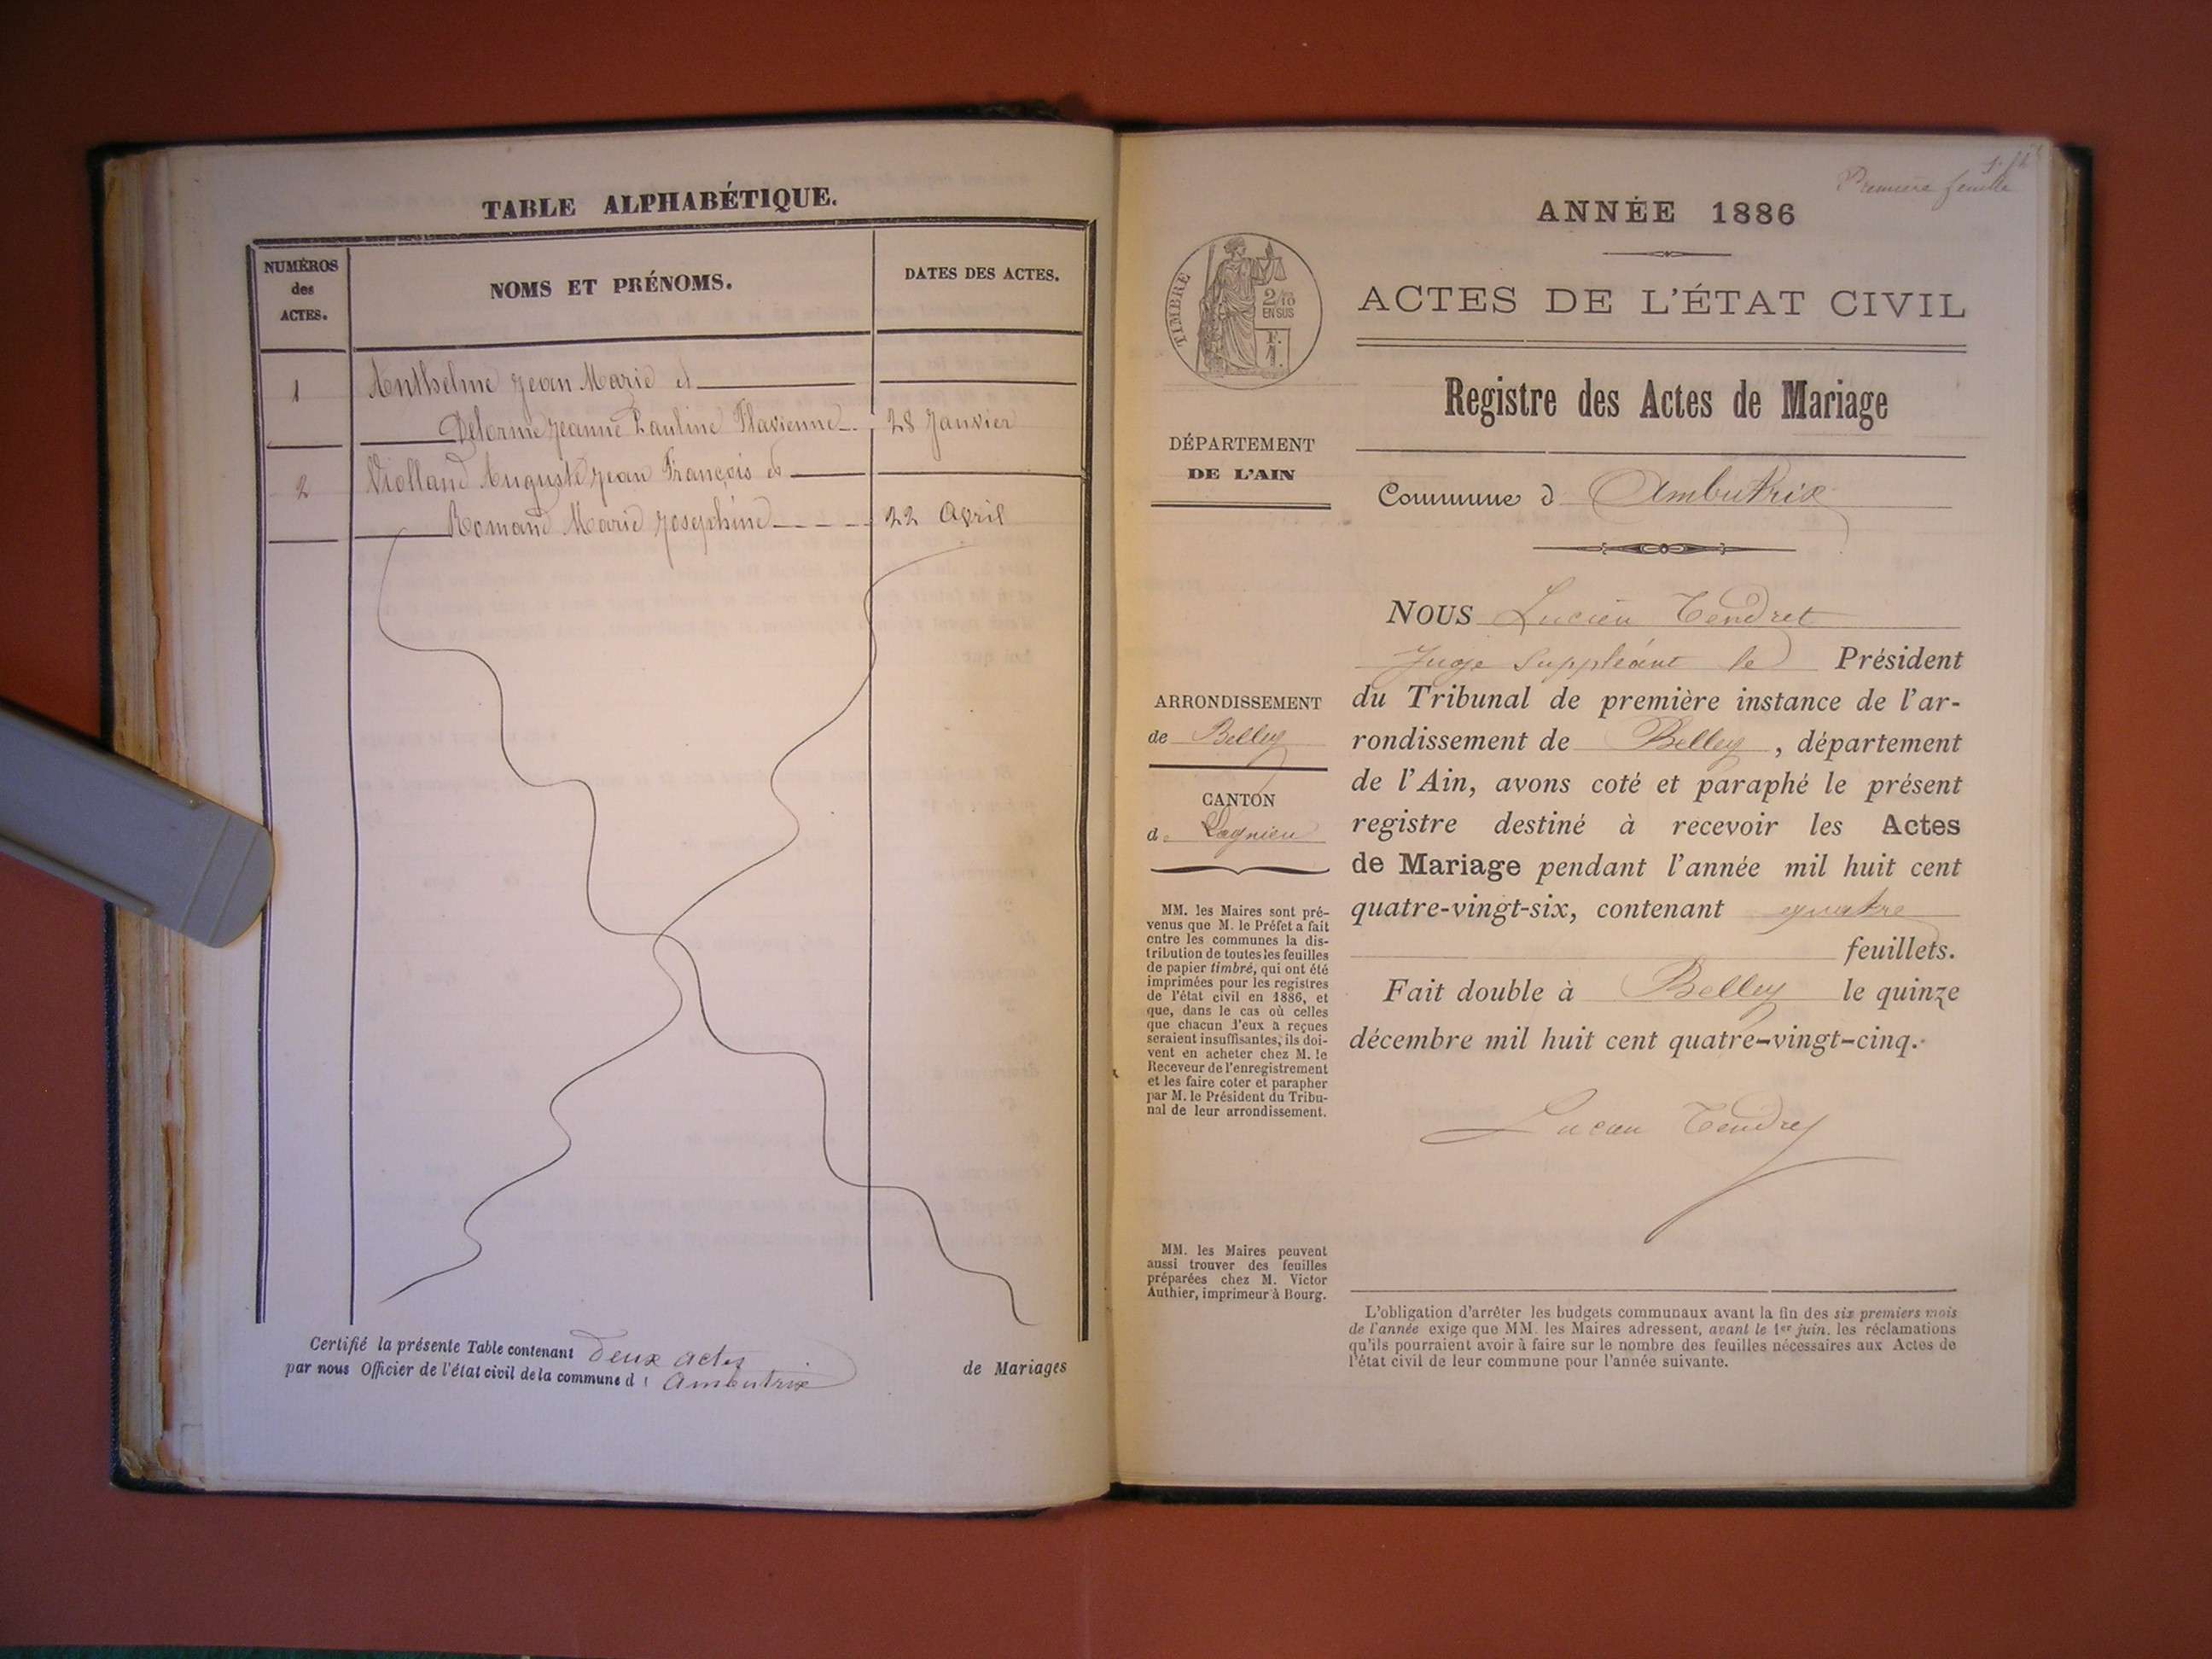 TABLE ALPHABÉTIQUE.
NUMÉROS
des
ACTES.
NOMS ET PRÉNOMS.
DATES DES ACTES.
1
Anthelme Jean Marie et
Delorme Jeanne Pauline Flavienne
28 Janvier
2
Violland Auguste Jean François et
Romand Marie Josephine
22 Avril
Certifié la présente Table contenant deux actes
de Mariages
par nous Officier de l'état civil de la commune d'Ambutrix
Première feuille
ANNÉE 1886
TIMBRE
2/10
EN SUS
F.
1.
ACTES DE L'ÉTAT CIVIL
Registre des Actes de Mariage
DÉPARTEMENT
DE L'AIN
Commune d Ambutrix
NOUS Lucien Tendret
Juge Suppléant le Président
du Tribunal de première instance de l'ar-
rondissement de Belley, département
de l'Ain, avons coté et paraphé le présent
registre destiné à recevoir les Actes
de Mariage pendant l'année mil huit cent
quatre-vingt-six, contenant quatre
feuillets.
Fait double à Belley le quinze
décembre mil huit cent quatre-vingt-cinq.
Lucien Tendret
ARRONDISSEMENT
de Belley
CANTON
de Lagnieu
MM. les Maires sont pré-
venus que M. le Préfet a fait
entre les communes la dis-
tribution de toutes les feuilles
de papier timbré, qui ont été
imprimées pour les registres
de l'état civil en 1886, et
que, dans le cas où celles
que chacun d'eux a reçues
seraient insuffisantes, ils doi-
vent en acheter chez M. le
Receveur de l'enregistrement
et les faire coter et parapher
par M. le Président du Tribu-
nal de leur arrondissement.
MM. les Maires peuvent
aussi trouver des feuilles
préparées chez M. Victor
Authier, imprimeur à Bourg.
L'obligation d'arrêter les budgets communaux avant la fin des six premiers mois
de l'année exige que MM. les Maires adressent, avant le 1er juin, les réclamations
qu'ils pourraient avoir à faire sur le nombre des feuilles nécessaires aux Actes de
l'état civil de leur commune pour l'année suivante.